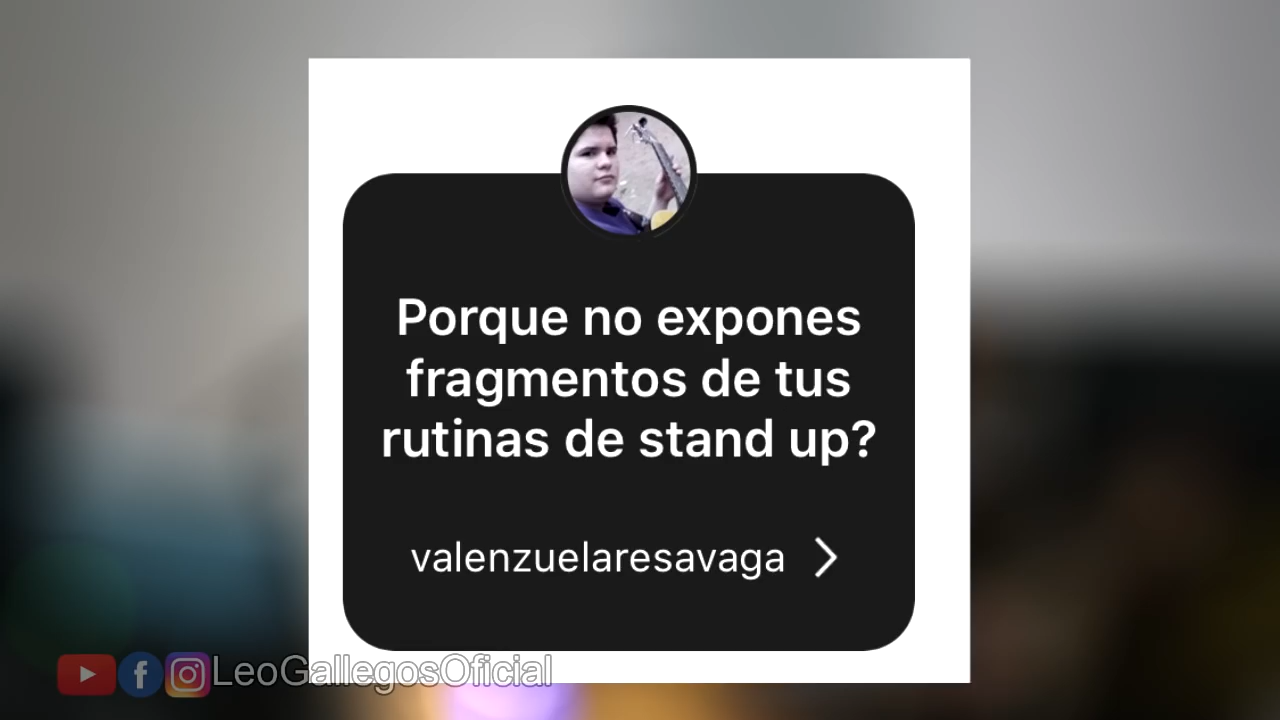 Porque no expones
fragmentos de tus
rutinas de stand up?
valenzuelaresavaga
LeoGallegosOficial